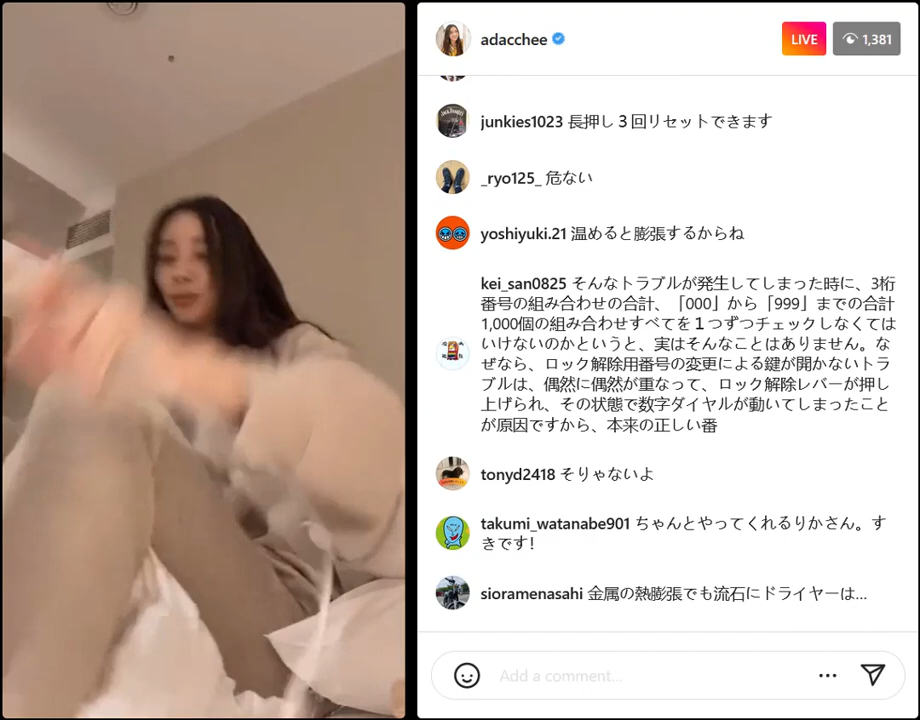 adacchee
LIVE
1,381
junkies1023 長押し３回リセットできます
_ryo125_ 危ない
yoshiyuki.21 温めると膨張するからね
kei_san0825 そんなトラブルが発生してしまった時に、3桁
番号の組み合わせの合計、「000」から「999」までの合計
1,000個の組み合わせすべてを１つずつチェックしなくては
いけないのかというと、実はそんなことはありません。な
ぜなら、ロック解除用番号の変更による鍵が開かないトラ
ブルは、偶然に偶然が重なって、ロック解除レバーが押し
上げられ、その状態で数字ダイヤルが動いてしまったこと
が原因ですから、本来の正しい番
tonyd2418 そりゃないよ
takumi_watanabe901 ちゃんとやってくれるりかさん。す
きです!
sioramenasahi 金属の熱膨張でも流石にドライヤーは...
Add a comment...